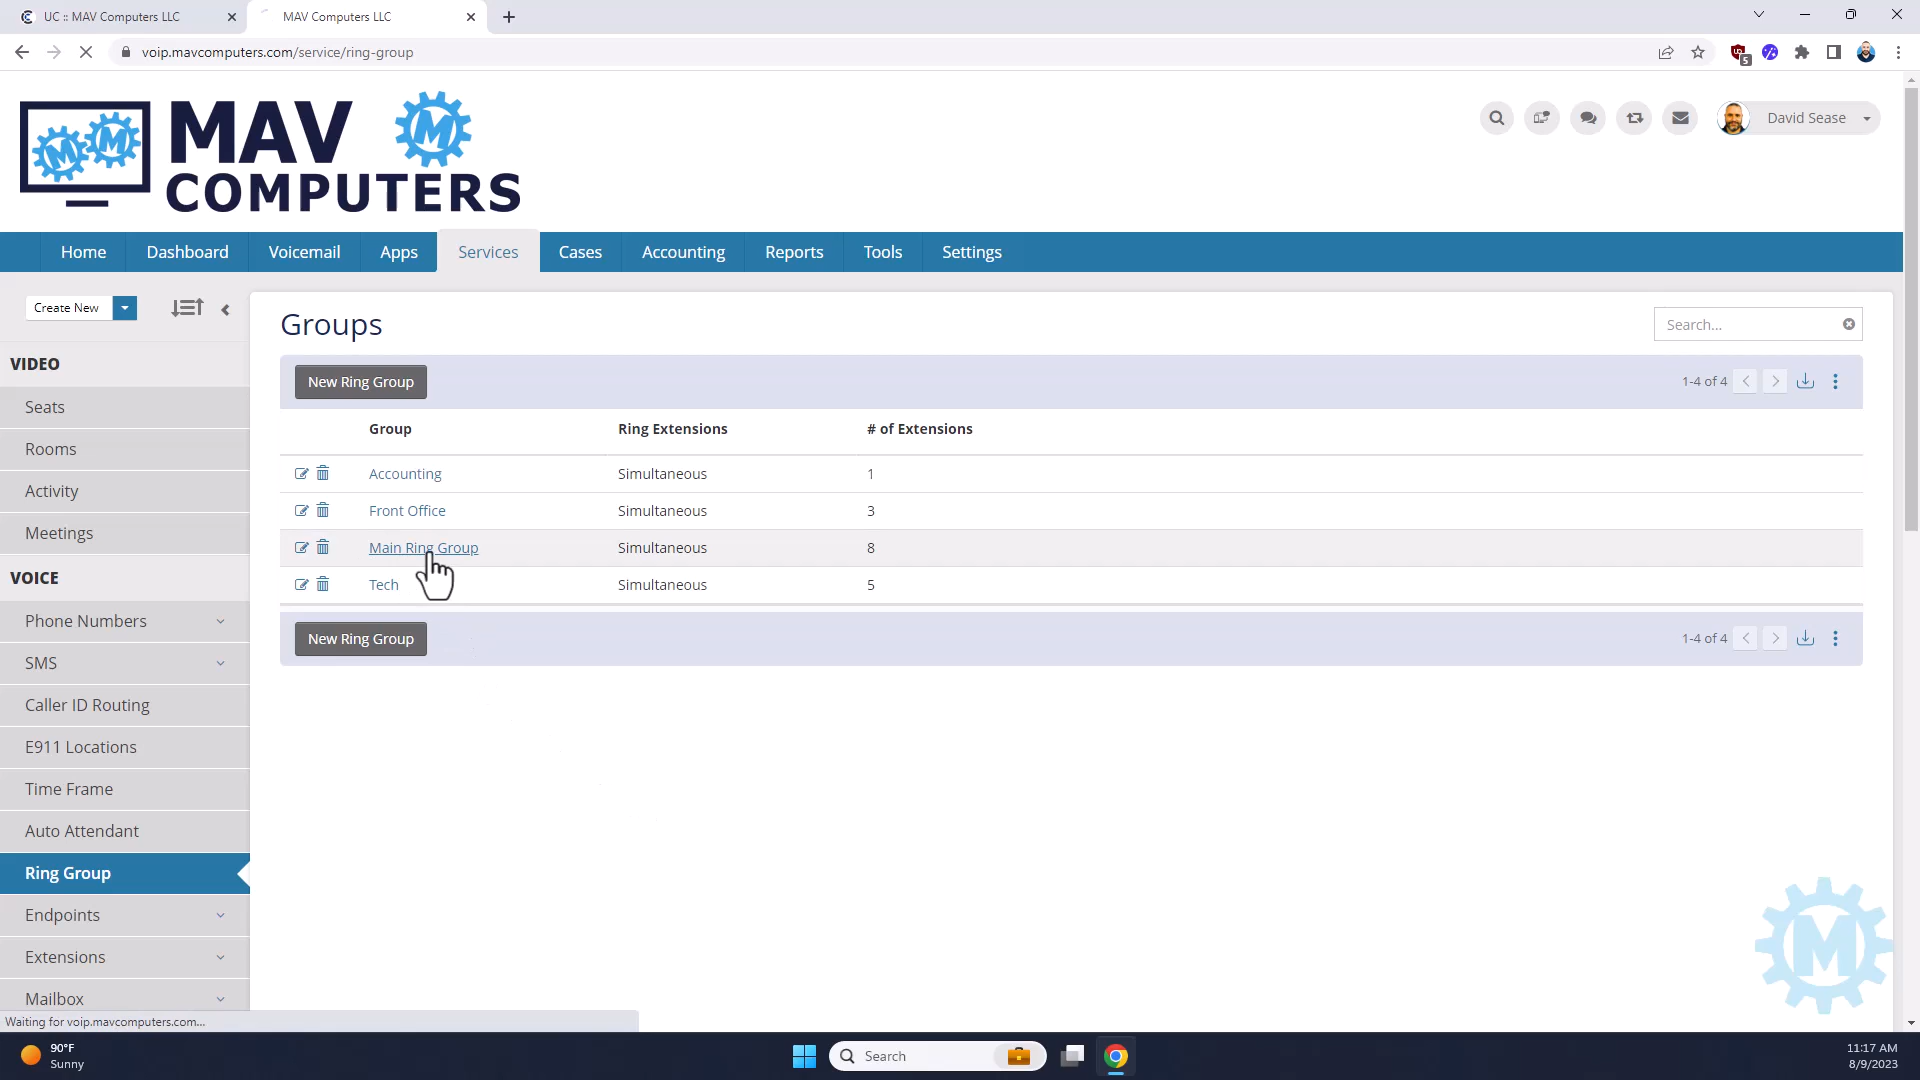 UC :: MAV Computers LLC
MAV Computers LLC
voip.mavcomputers.com/service/ring-group
5
MAV
COMPUTERS
M
David Sease
Home
Dashboard
Voicemail
Apps
Services
Cases
Accounting
Reports
Tools
Settings
Create New
VIDEO
Seats
Rooms
Activity
Meetings
VOICE
Phone Numbers
SMS
Caller ID Routing
E911 Locations
Time Frame
Auto Attendant
Ring Group
Endpoints
Extensions
Mailbox
Groups
Search...
New Ring Group
1-4 of 4
Group Ring Extensions # of Extensions
Accounting Simultaneous 1
Front Office Simultaneous 3
Main Ring Group Simultaneous 8
Tech Simultaneous 5
New Ring Group
1-4 of 4
M
Waiting for voip.mavcomputers.com...
90°F
Sunny
Search
11:17 AM
8/9/2023